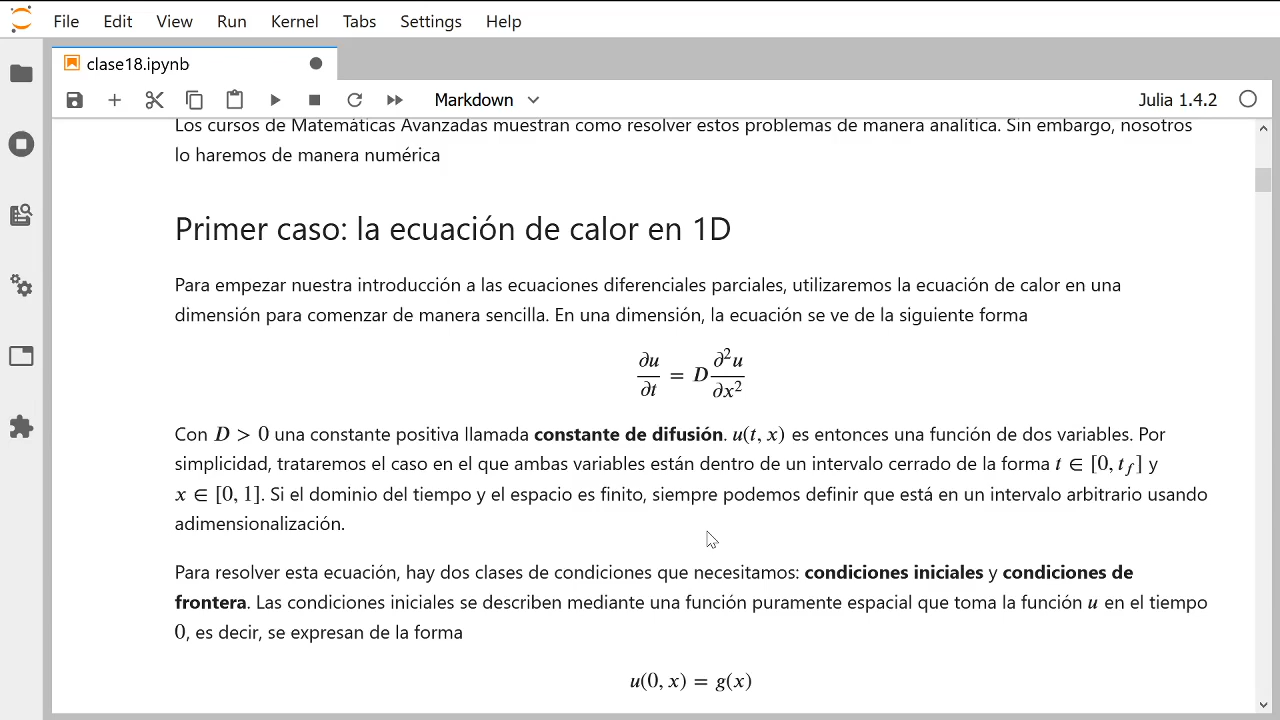 File Edit View Run Kernel Tabs Settings Help
clase18.ipynb
Markdown
Julia 1.4.2
Los cursos de Matemáticas Avanzadas muestran como resolver estos problemas de manera analítica. Sin embargo, nosotros
lo haremos de manera numérica
Primer caso: la ecuación de calor en 1D
Para empezar nuestra introducción a las ecuaciones diferenciales parciales, utilizaremos la ecuación de calor en una
dimensión para comenzar de manera sencilla. En una dimensión, la ecuación se ve de la siguiente forma
∂u/∂t = D ∂²u/∂x²
Con D > 0 una constante positiva llamada constante de difusión. u(t, x) es entonces una función de dos variables. Por
simplicidad, trataremos el caso en el que ambas variables están dentro de un intervalo cerrado de la forma t ∈ [0, t_f] y
x ∈ [0, 1]. Si el dominio del tiempo y el espacio es finito, siempre podemos definir que está en un intervalo arbitrario usando
adimensionalización.
Para resolver esta ecuación, hay dos clases de condiciones que necesitamos: condiciones iniciales y condiciones de
frontera. Las condiciones iniciales se describen mediante una función puramente espacial que toma la función u en el tiempo
0, es decir, se expresan de la forma
u(0, x) = g(x)